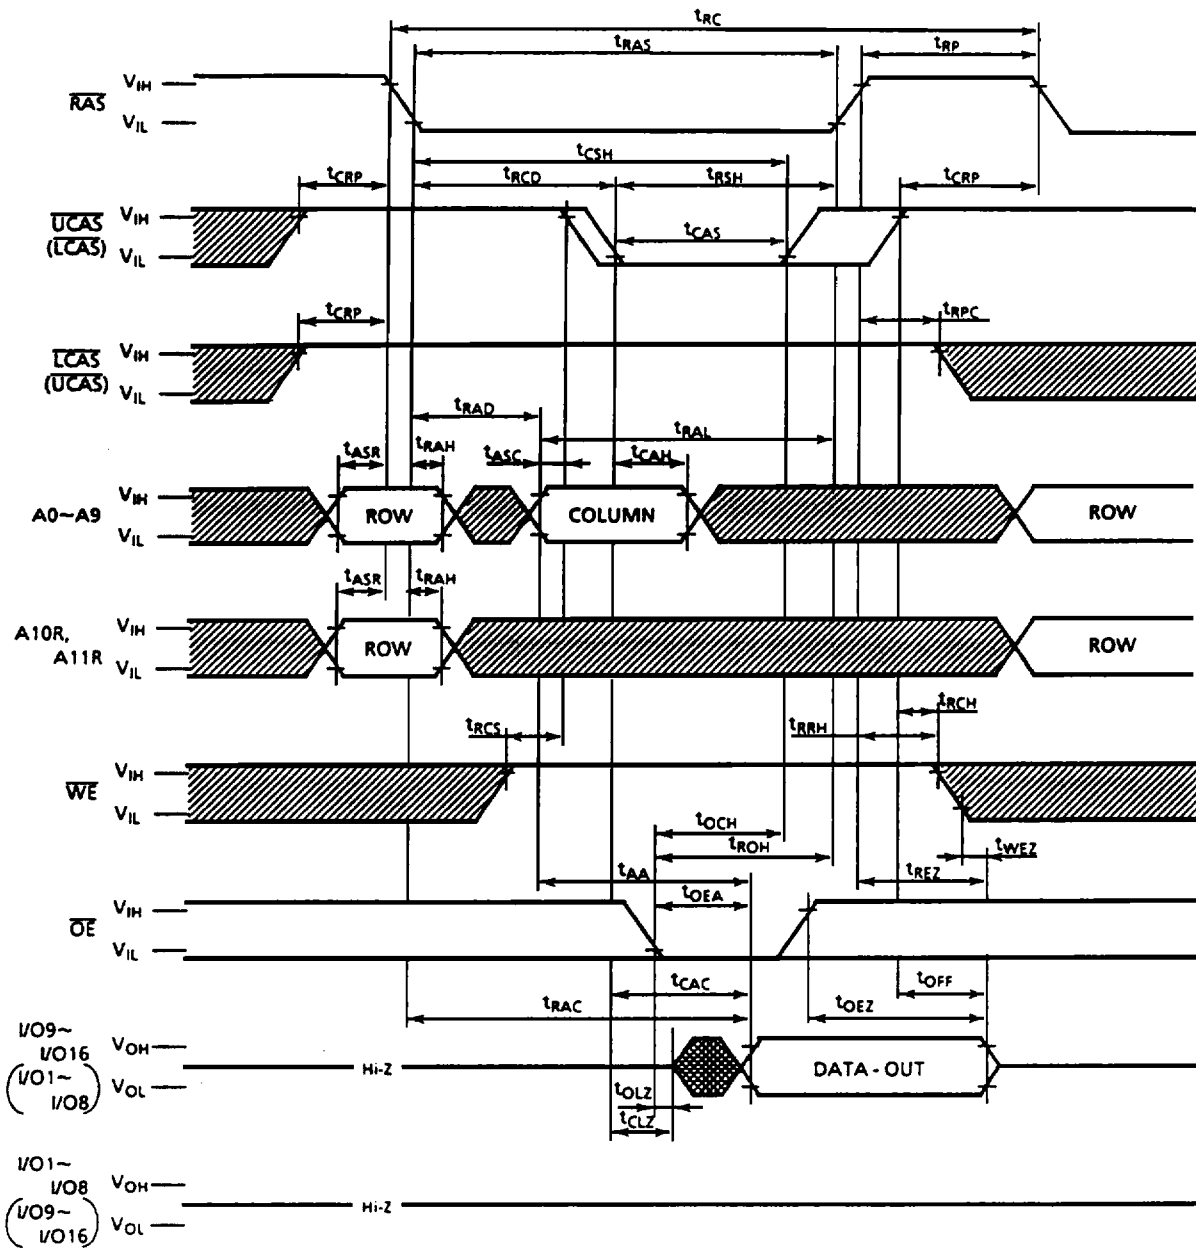 tRC
tRAS
tRP
RAS
VIH
VIL
tCSH
tCRP
tRCD
tRSH
tCRP
UCAS
(LCAS)
VIH
VIL
tCAS
tCRP
tRPC
LCAS
(UCAS)
VIH
VIL
tRAD
tRAL
tASR
tRAH
tASC
tCAH
A0~A9
VIH
VIL
ROW
COLUMN
ROW
tASR
tRAH
A10R,
A11R
VIH
VIL
ROW
ROW
tRCH
tRCS
tRRH
WE
VIH
VIL
tOCH
tROH
tWEZ
tAA
tREZ
tOEA
OE
VIH
VIL
tCAC
tOFF
tRAC
tOEZ
I/O9~
I/O16
(I/O1~
I/O8)
VOH
VOL
Hi-Z
DATA - OUT
tOLZ
tCLZ
I/O1~
I/O8
(I/O9~
I/O16)
VOH
VOL
Hi-Z